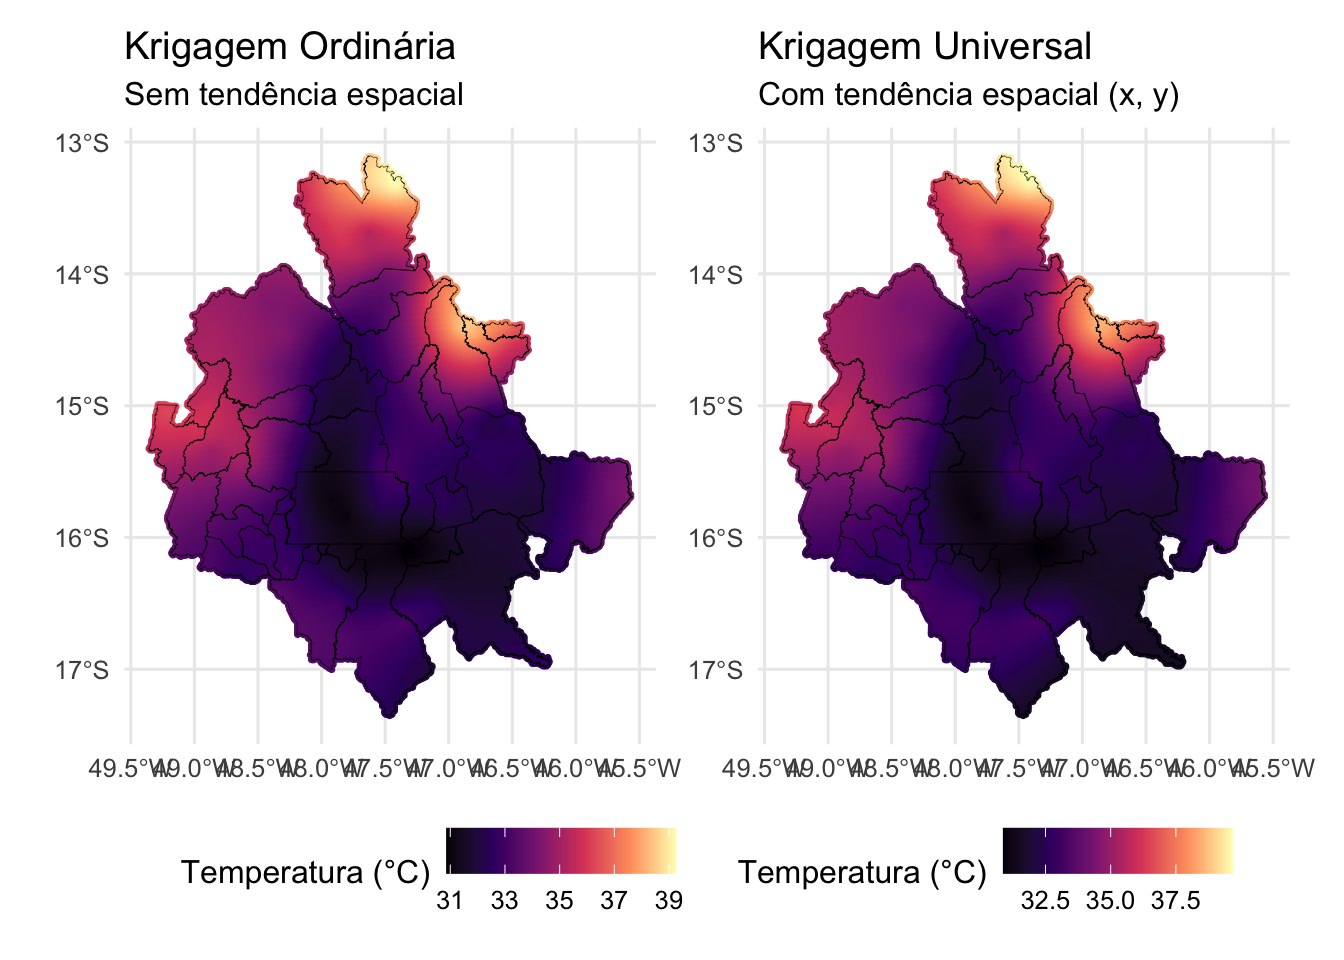 Krigagem Ordinária
Sem tendência espacial
13°S
14°S
15°S
16°S
17°S
49.5°W 49.0°W 48.5°W 48.0°W 47.5°W 47.0°W 46.5°W 46.0°W 45.5°W
Temperatura (°C)
31 33 35 37 39
Krigagem Universal
Com tendência espacial (x, y)
13°S
14°S
15°S
16°S
17°S
49.5°W 49.0°W 48.5°W 48.0°W 47.5°W 47.0°W 46.5°W 46.0°W 45.5°W
Temperatura (°C)
32.5 35.0 37.5